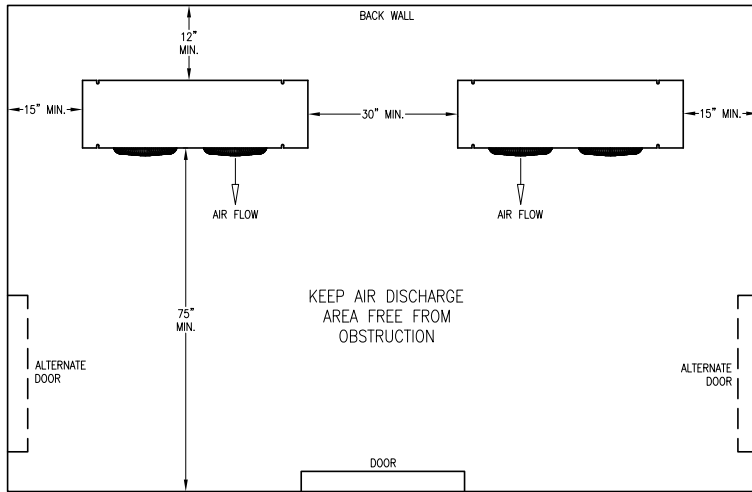 BACK WALL
12"
MIN.
15" MIN.
30" MIN.
15" MIN.
AIR FLOW
AIR FLOW
KEEP AIR DISCHARGE
AREA FREE FROM
OBSTRUCTION
75"
MIN.
ALTERNATE
DOOR
ALTERNATE
DOOR
DOOR